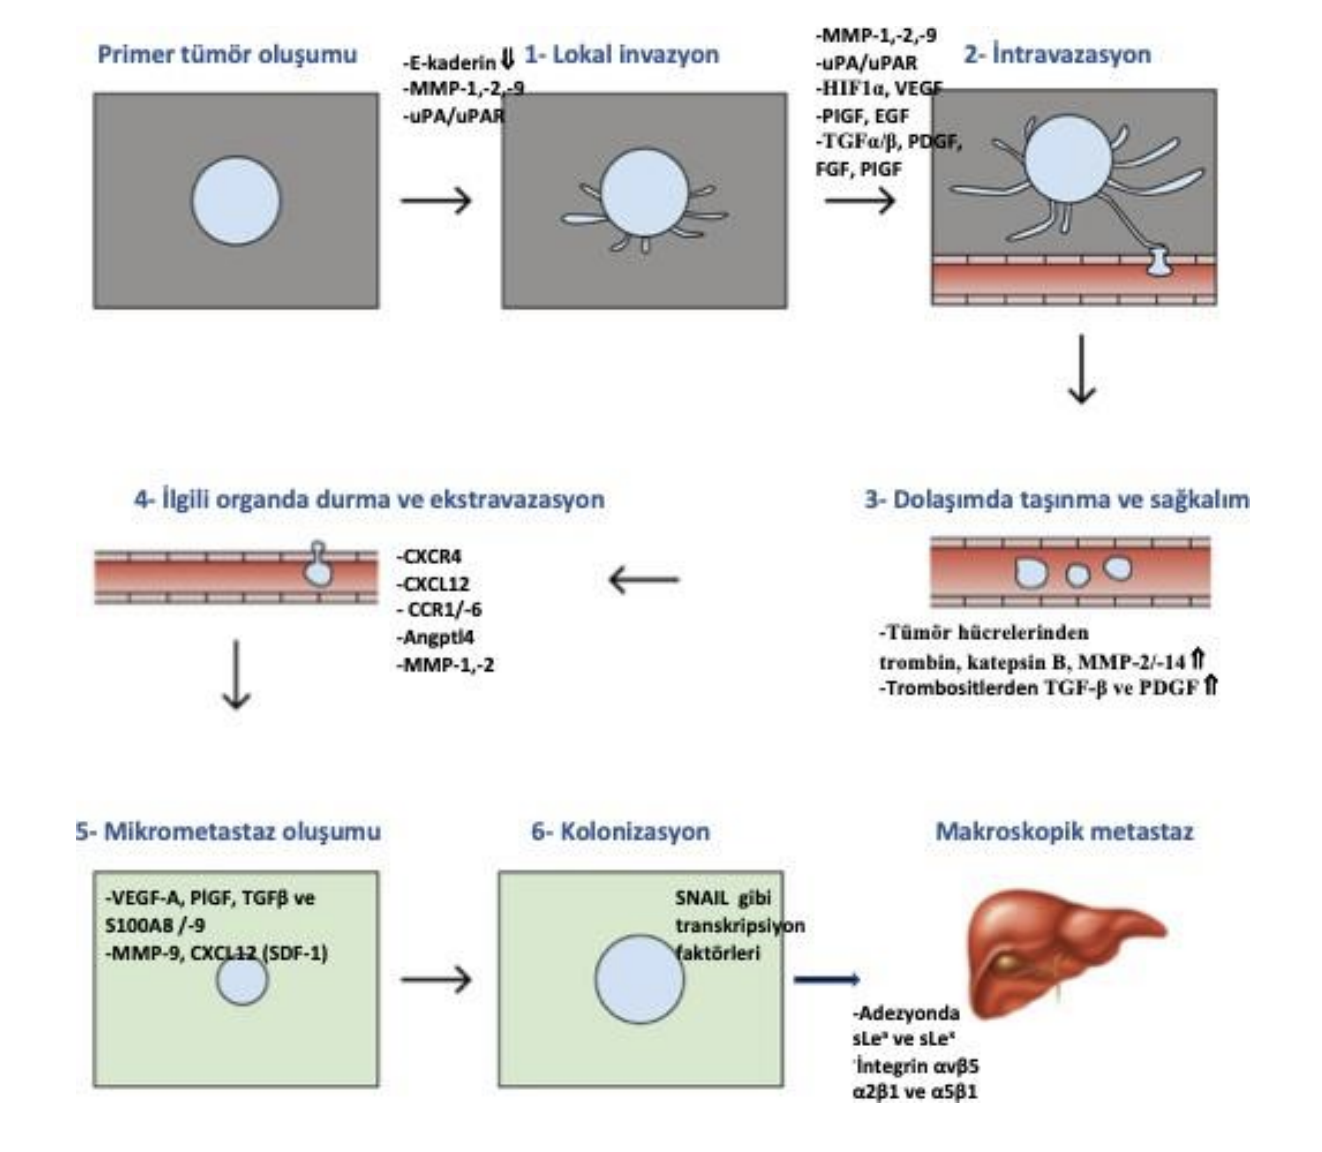 Primer tümör oluşumu
-E-kaderin ⇓
-MMP-1,-2,-9
-uPA/uPAR
1- Lokal invazyon
-MMP-1,-2,-9
-uPA/uPAR
-HIF1α, VEGF
-PIGF, EGF
-TGFα/β, PDGF,
FGF, PIGF
2- İntravazasyon
3- Dolaşımda taşınma ve sağkalım
-Tümör hücrelerinden
trombin, katepsin B, MMP-2/-14 ⇑
-Trombositlerden TGF-β ve PDGF ⇑
4- İlgili organda durma ve ekstravazasyon
-CXCR4
-CXCL12
- CCR1/-6
-Angptl4
-MMP-1,-2
5- Mikrometastaz oluşumu
-VEGF-A, PlGF, TGFβ ve
S100A8 /-9
-MMP-9, CXCL12 (SDF-1)
6- Kolonizasyon
SNAIL gibi
transkripsiyon
faktörleri
Makroskopik metastaz
-Adezyonda
sLeᵃ ve sLeˣ
İntegrin αvβ5
α2β1 ve α5β1